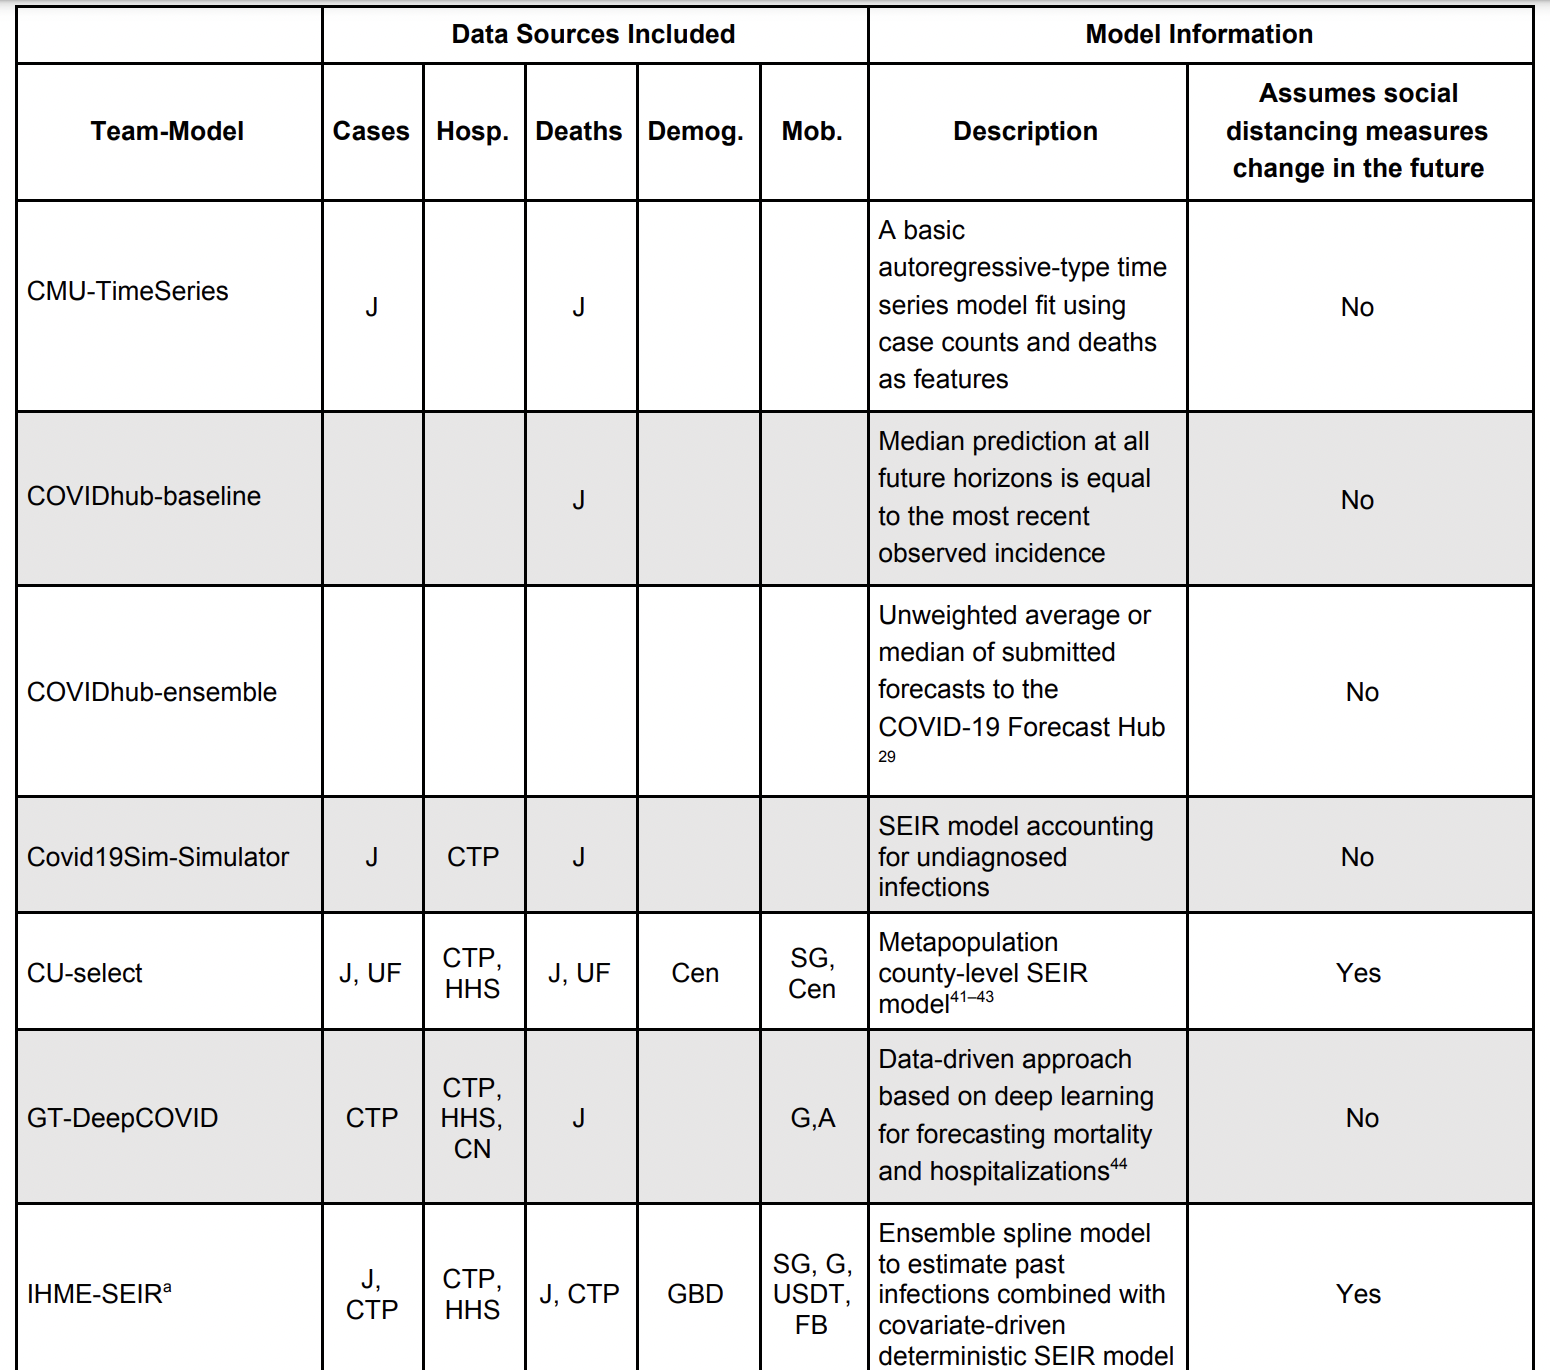 Data Sources Included
Model Information
Team-Model
Cases
Hosp.
Deaths
Demog.
Mob.
Description
Assumes social
distancing measures
change in the future
CMU-TimeSeries
J
J
A basic
autoregressive-type time
series model fit using
case counts and deaths
as features
No
COVIDhub-baseline
J
Median prediction at all
future horizons is equal
to the most recent
observed incidence
No
COVIDhub-ensemble
Unweighted average or
median of submitted
forecasts to the
COVID-19 Forecast Hub
29
No
Covid19Sim-Simulator
J
CTP
J
SEIR model accounting
for undiagnosed
infections
No
CU-select
J, UF
CTP,
HHS
J, UF
Cen
SG,
Cen
Metapopulation
county-level SEIR
model41–43
Yes
GT-DeepCOVID
CTP
CTP,
HHS,
CN
J
G,A
Data-driven approach
based on deep learning
for forecasting mortality
and hospitalizations44
No
IHME-SEIRa
J,
CTP
CTP,
HHS
J, CTP
GBD
SG, G,
USDT,
FB
Ensemble spline model
to estimate past
infections combined with
covariate-driven
deterministic SEIR model
Yes